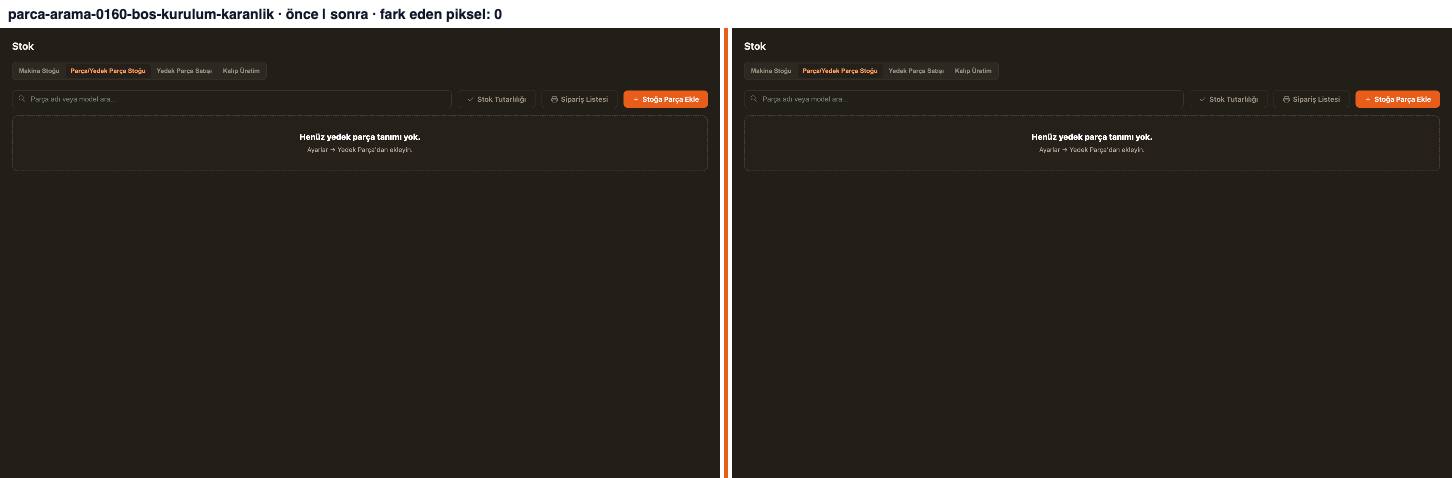 parca-arama-0160-bos-kurulum-karanlik · önce | sonra · fark eden piksel: 0
Stok
Makina Stoğu Parça/Yedek Parça Stoğu Yedek Parça Satışı Kalıp Üretim
Parça adı veya model ara... Stok Tutarlılığı Sipariş Listesi + Stoğa Parça Ekle
Henüz yedek parça tanımı yok.
Ayarlar → Yedek Parça'dan ekleyin.
Stok
Makina Stoğu Parça/Yedek Parça Stoğu Yedek Parça Satışı Kalıp Üretim
Parça adı veya model ara... Stok Tutarlılığı Sipariş Listesi + Stoğa Parça Ekle
Henüz yedek parça tanımı yok.
Ayarlar → Yedek Parça'dan ekleyin.